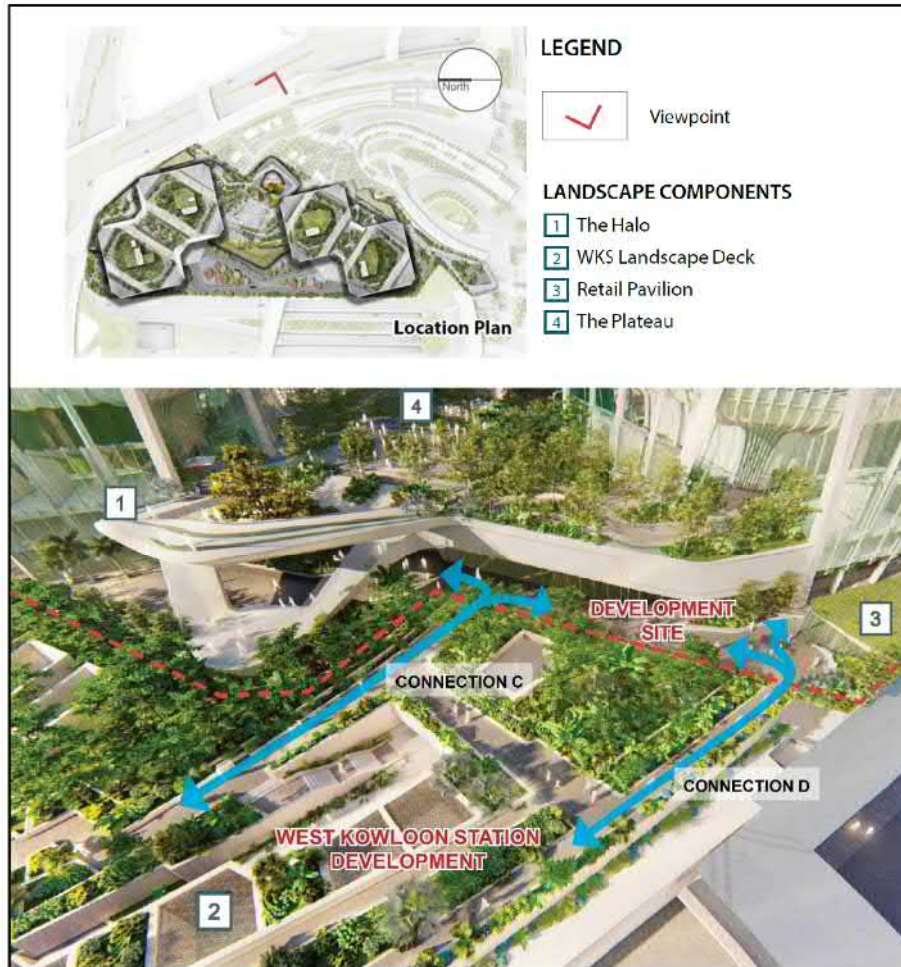 LEGEND
North
Viewpoint
LANDSCAPE COMPONENTS
1 The Halo
2 WKS Landscape Deck
3 Retail Pavilion
4 The Plateau
Location Plan
4
1
DEVELOPMENT
SITE
3
CONNECTION C
CONNECTION D
WEST KOWLOON STATION
DEVELOPMENT
2